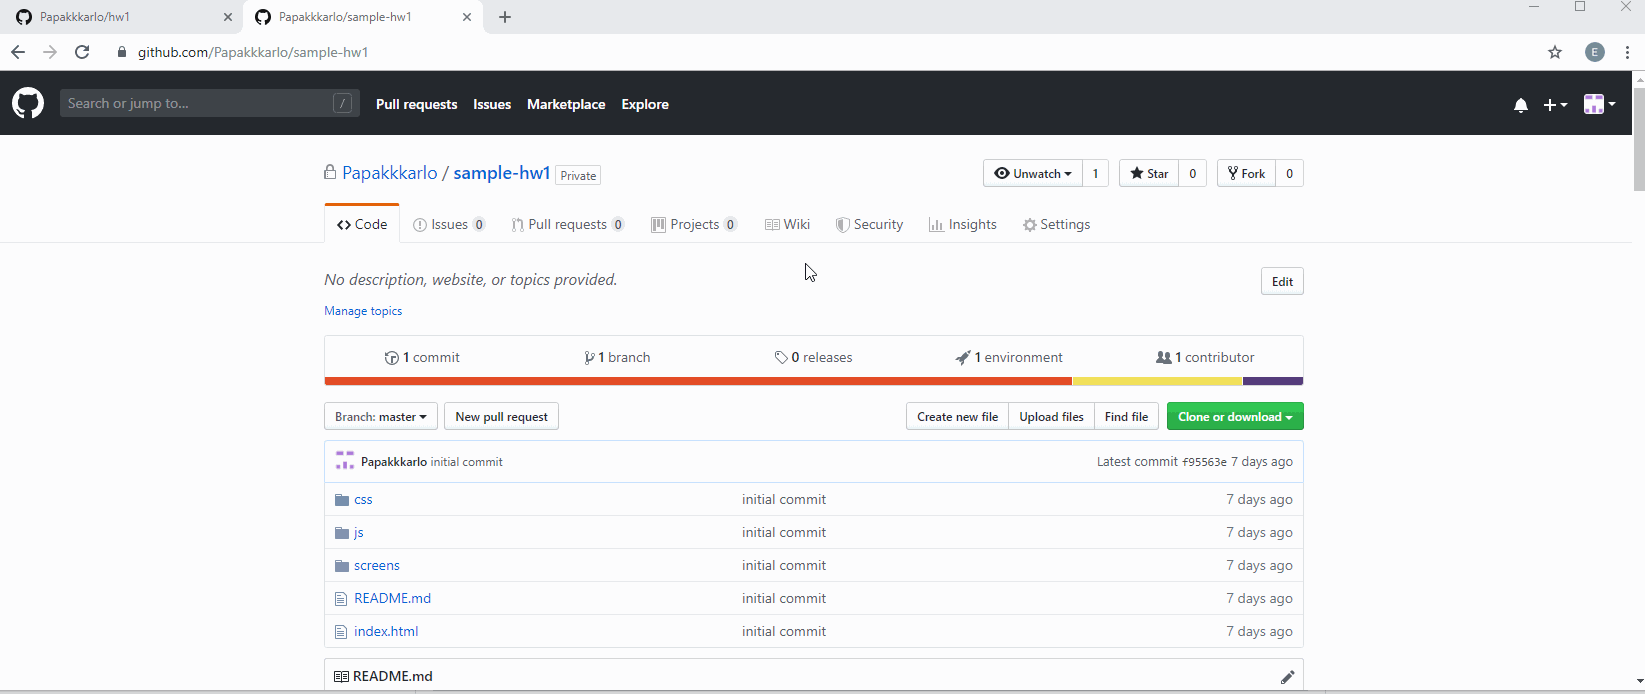 Papakkkarlo/hw1
Papakkkarlo/sample-hw1
github.com/Papakkkarlo/sample-hw1
E
Search or jump to...
/
Pull requests Issues Marketplace Explore
Papakkkarlo / sample-hw1 Private
Unwatch 1 Star 0 Fork 0
Code Issues 0 Pull requests 0 Projects 0 Wiki Security Insights Settings
No description, website, or topics provided.
Edit
Manage topics
1 commit 1 branch 0 releases 1 environment 1 contributor
Branch: master New pull request Create new file Upload files Find file Clone or download
Papakkkarlo initial commit Latest commit f95563e 7 days ago
css initial commit 7 days ago
js initial commit 7 days ago
screens initial commit 7 days ago
README.md initial commit 7 days ago
index.html initial commit 7 days ago
README.md